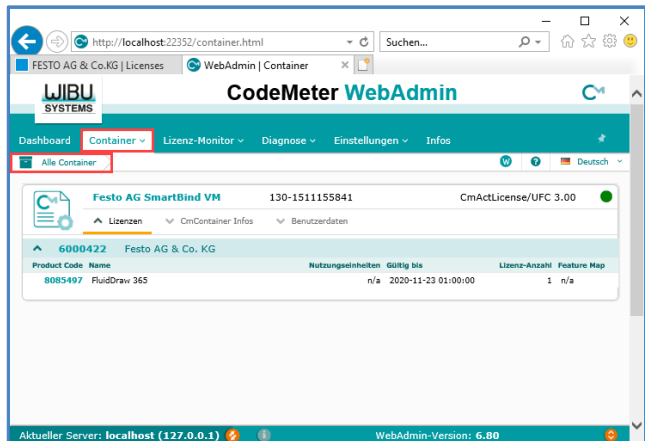 http://localhost:22352/container.html
Suchen...
FESTO AG & Co.KG | Licenses
WebAdmin | Container
WIBU
SYSTEMS
CodeMeter WebAdmin
Dashboard Container Lizenz-Monitor Diagnose Einstellungen Infos
Alle Container
W ? Deutsch
Festo AG SmartBind VM 130-1511155841 CmActLicense/UFC 3.00
Lizenzen CmContainer Infos Benutzerdaten
6000422 Festo AG & Co. KG
Product Code Name Nutzungseinheiten Gültig bis Lizenz-Anzahl Feature Map
8085497 FluidDraw 365 n/a 2020-11-23 01:00:00 1 n/a
Aktueller Server: localhost (127.0.0.1) WebAdmin-Version: 6.80